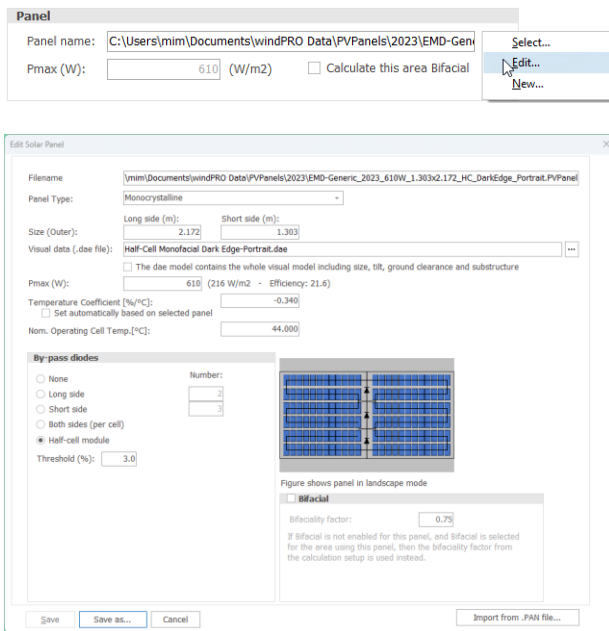 Panel
Panel name: C:\Users\mim\Documents\windPRO Data\PVPanels\2023\EMD-Gene
Select...
Pmax (W): 610 (W/m2) Calculate this area Bifacial
Edit...
New...
Edit Solar Panel
Filename \mim\Documents\windPRO Data\PVPanels\2023\EMD-Generic_2023_610W_1.303x2.172_HC_DarkEdge_Portrait.PVPanel
Panel Type: Monocrystalline
Long side (m): Short side (m):
Size (Outer): 2.172 1.303
Visual data (.dae file): Half-Cell Monofacial Dark Edge-Portrait.dae ...
The dae model contains the whole visual model including size, tilt, ground clearance and substructure
Pmax (W): 610 (216 W/m2 - Efficiency: 21.6)
Temperature Coefficient [%/°C]: -0.340
Set automatically based on selected panel
Nom. Operating Cell Temp.[°C]: 44.000
By-pass diodes
None Number:
Long side 2
Short side 3
Both sides (per cell)
Half-cell module
Threshold (%): 3.0
Figure shows panel in landscape mode
Bifacial
Bifaciality factor: 0.75
If Bifacial is not enabled for this panel, and Bifacial is selected
for the area using this panel, then the bifaciality factor from
the calculation setup is used instead.
Save Save as... Cancel Import from .PAN file...